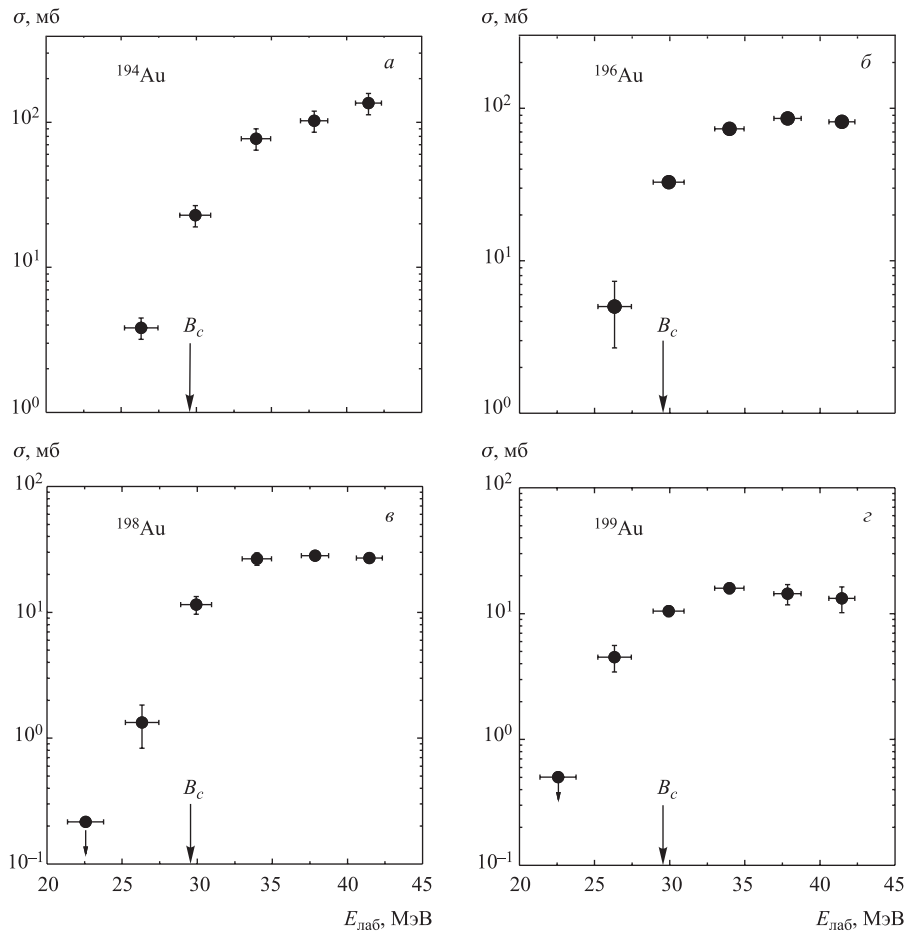 σ, мб
σ, мб
¹⁹⁴Au
а
¹⁹⁶Au
б
10²
10¹
10⁰
B_c
10²
10¹
10⁰
B_c
σ, мб
σ, мб
¹⁹⁸Au
в
¹⁹⁹Au
г
10²
10¹
10⁰
10⁻¹
B_c
10²
10¹
10⁰
10⁻¹
B_c
20 25 30 35 40 45
20 25 30 35 40 45
E_лаб, МэВ
E_лаб, МэВ